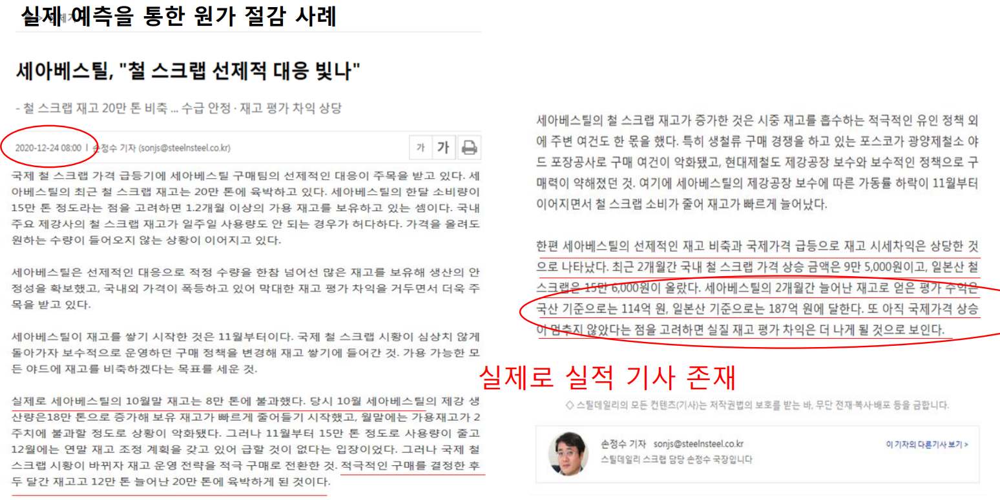 실제 예측을 통한 원가 절감 사례
세아베스틸, "철 스크랩 선제적 대응 빛나"
- 철 스크랩 재고 20만 톤 비축 ... 수급 안정 · 재고 평가 차익 상당
2020-12-24 08:00 | 손정수 기자 (sonjs@steelnsteel.co.kr)
가 가
국제 철 스크랩 가격 급등기에 세아베스틸 구매팀의 선제적인 대응이 주목을 받고 있다. 세
아베스틸의 최근 철 스크랩 재고는 20만 톤에 육박하고 있다. 세아베스틸의 한달 소비량이
15만 톤 정도라는 점을 고려하면 1.2개월 이상의 가용 재고를 보유하고 있는 셈이다. 국내
주요 제강사의 철 스크랩 재고가 일주일 사용량도 안 되는 경우가 허다하다. 가격을 올려도
원하는 수량이 들어오지 않는 상황이 이어지고 있다.
세아베스틸은 선제적인 대응으로 적정 수량을 한참 넘어선 많은 재고를 보유해 생산의 안
정성을 확보했고, 국내외 가격이 폭등하고 있어 막대한 재고 평가 차익을 거두면서 더욱 주
목을 받고 있다.
세아베스틸이 재고를 쌓기 시작한 것은 11월부터이다. 국제 철 스크랩 시황이 심상치 않게
돌아가자 보수적으로 운영하던 구매 정책을 변경해 재고 쌓기에 들어간 것. 가용 가능한 모
든 야드에 재고를 비축하겠다는 목표를 세운 것.
실제로 세아베스틸의 10월말 재고는 8만 톤에 불과했다. 당시 10월 세아베스틸의 제강 생
산량은18만 톤으로 증가해 보유 재고가 빠르게 줄어들기 시작했고, 월말에는 가용재고가 2
주치에 불과할 정도로 상황이 악화됐다. 그러나 11월부터 15만 톤 정도로 사용량이 줄고
12월에는 연말 재고 조정 계획을 갖고 있어 급할 것이 없다는 입장이었다. 그러나 국제 철
스크랩 시황이 바뀌자 재고 운영 전략을 적극 구매로 전환한 것. 적극적인 구매를 결정한 후
두 달간 재고고 12만 톤 늘어난 20만 톤에 육박하게 된 것이다.
세아베스틸의 철 스크랩 재고가 증가한 것은 시중 재고를 흡수하는 적극적인 유인 정책 외
에 주변 여건도 한 몫을 했다. 특히 생철류 구매 경쟁을 하고 있는 포스코가 광양제철소 야
드 포장공사로 구매 여건이 악화됐고, 현대제철도 제강공장 보수와 보수적인 정책으로 구
매력이 약해졌던 것. 여기에 세아베스틸의 제강공장 보수에 따른 가동률 하락이 11월부터
이어지면서 철 스크랩 소비가 줄어 재고가 빠르게 늘어났다.
한편 세아베스틸의 선제적인 재고 비축과 국제가격 급등으로 재고 시세차익은 상당한 것
으로 나타났다. 최근 2개월간 국내 철 스크랩 가격 상승 금액은 9만 5,000원이고, 일본산 철
스크랩은 15만 6,000원이 올랐다. 세아베스틸의 2개월간 늘어난 재고로 얻은 평가 수익은
국산 기준으로는 114억 원, 일본산 기준으로는 187억 원에 달한다. 또 아직 국제가격 상승
이 멈추지 않았다는 점을 고려하면 실질 재고 평가 차익은 더 나게 될 것으로 보인다.
실제로 실적 기사 존재
◇ 스틸데일리의 모든 컨텐츠(기사)는 저작권법의 보호를 받는 바, 무단 전재·복사·배포 등을 금합니다.
손정수 기자 sonjs@steelnsteel.co.kr
이 기자의 다른기사 보기 >
스틸데일리 스크랩 담당 손정수 국장입니다